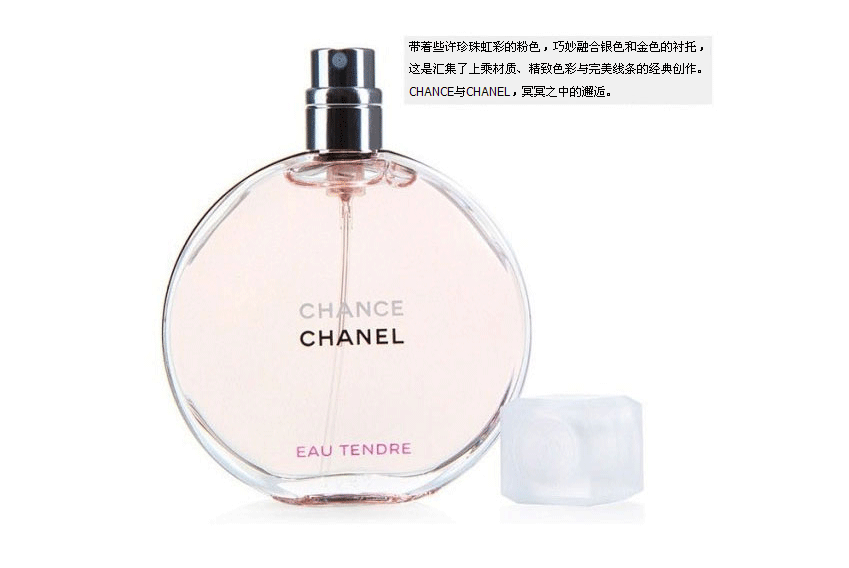 带着些许珍珠虹彩的粉色，巧妙融合银色和金色的衬托，
这是汇集了上乘材质、精致色彩与完美线条的经典创作。
CHANCE与CHANEL，冥冥之中的邂逅。
CHANCE
CHANEL
EAU TENDRE